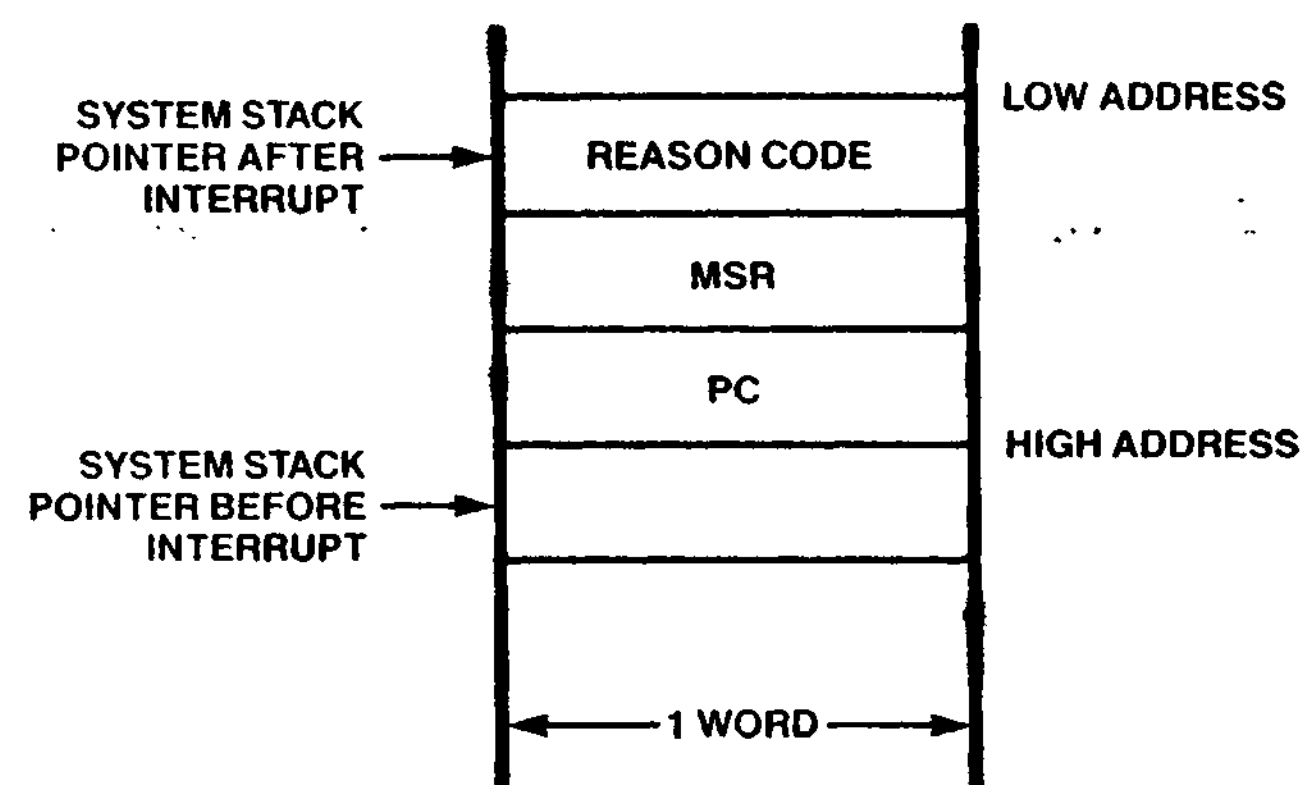 LOW ADDRESS
SYSTEM STACK
POINTER AFTER
INTERRUPT
REASON CODE
MSR
PC
HIGH ADDRESS
SYSTEM STACK
POINTER BEFORE
INTERRUPT
1 WORD